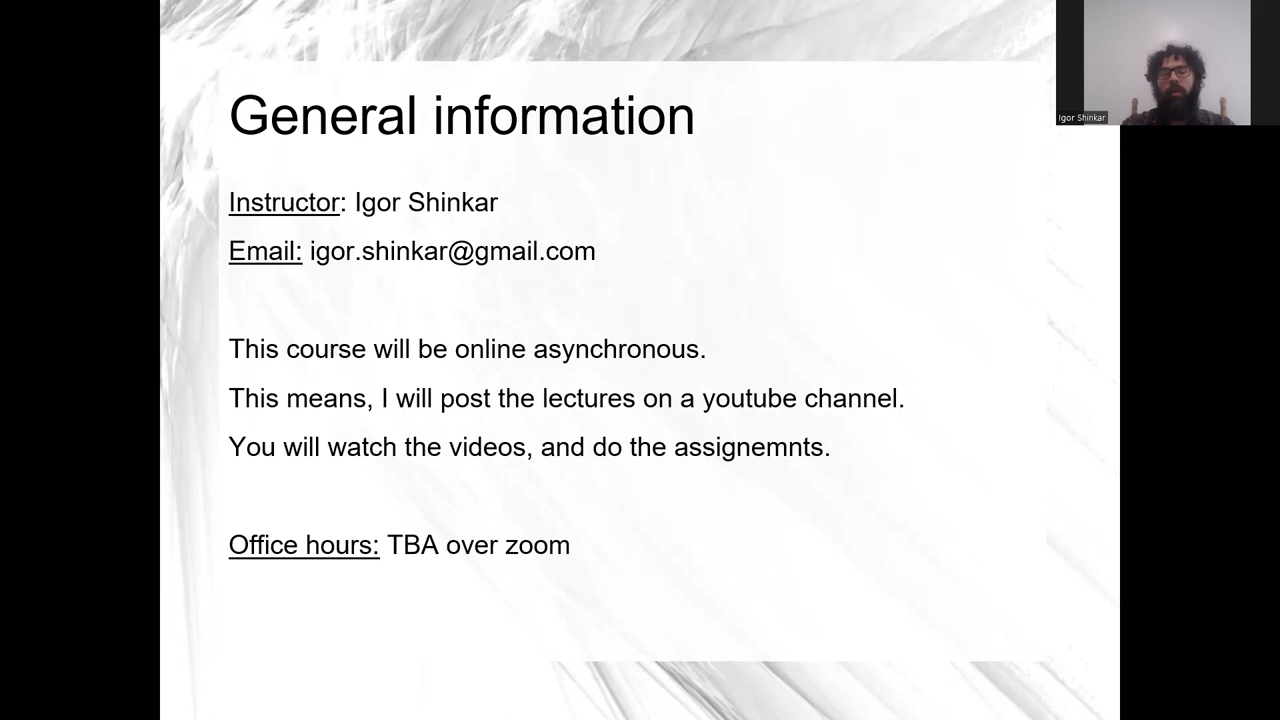 General information
Igor Shinkar
Instructor: Igor Shinkar
Email: igor.shinkar@gmail.com
This course will be online asynchronous.
This means, I will post the lectures on a youtube channel.
You will watch the videos, and do the assignemnts.
Office hours: TBA over zoom